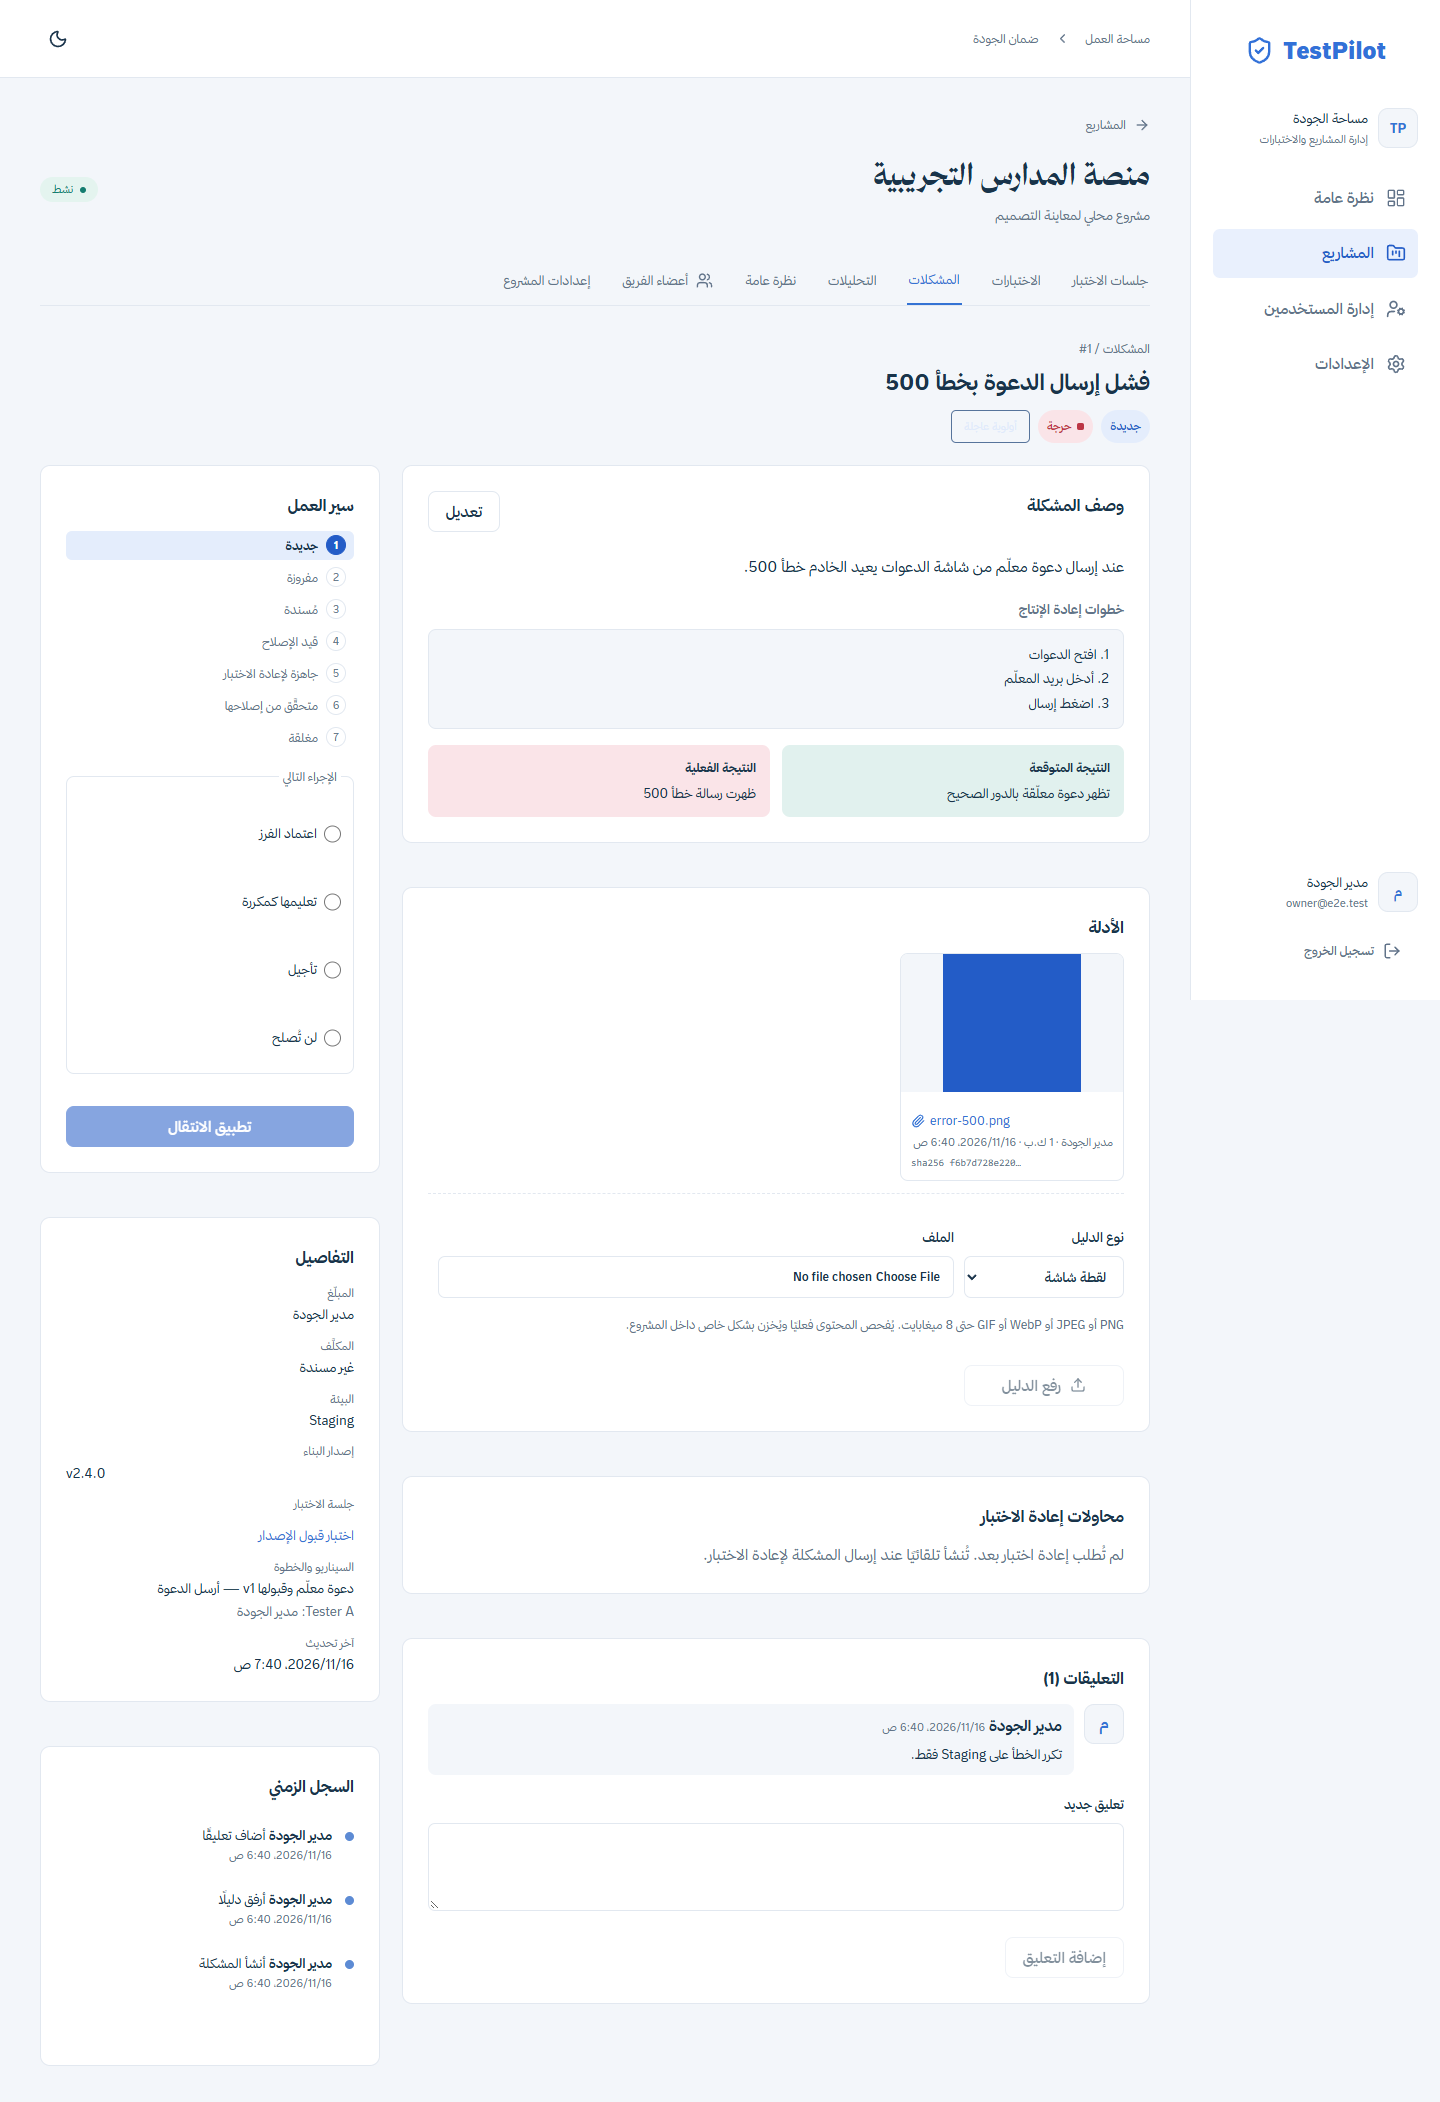 TestPilot
TP
مساحة الجودة
إدارة المشاريع والاختبارات
نظرة عامة
المشاريع
إدارة المستخدمين
الإعدادات
م
مدير الجودة
owner@e2e.test
تسجيل الخروج
مساحة العمل
ضمان الجودة
المشاريع
منصة المدارس التجريبية
مشروع محلي لمعاينة التصميم
نشط
جلسات الاختبار
الاختبارات
المشكلات
التحليلات
نظرة عامة
أعضاء الفريق
إعدادات المشروع
المشكلات / #1
فشل إرسال الدعوة بخطأ 500
جديدة
حرجة
أولوية عاجلة
وصف المشكلة
تعديل
عند إرسال دعوة معلّم من شاشة الدعوات يعيد الخادم خطأ 500.
خطوات إعادة الإنتاج
1. افتح الدعوات
2. أدخل بريد المعلّم
3. اضغط إرسال
النتيجة المتوقعة
تظهر دعوة معلّقة بالدور الصحيح
النتيجة الفعلية
ظهرت رسالة خطأ 500
الأدلة
error-500.png
مدير الجودة · 1 ك.ب · 2026/11/16، 6:40 ص
sha256 f6b7d728e220…
نوع الدليل
لقطة شاشة
الملف
Choose File No file chosen
PNG أو JPEG أو WebP أو GIF حتى 8 ميغابايت. يُفحص المحتوى فعليًا ويُخزن بشكل خاص داخل المشروع.
رفع الدليل
محاولات إعادة الاختبار
لم تُطلب إعادة اختبار بعد. تُنشأ تلقائيًا عند إرسال المشكلة لإعادة الاختبار.
التعليقات (1)
م
مدير الجودة 2026/11/16، 6:40 ص
تكرر الخطأ على Staging فقط.
تعليق جديد
إضافة التعليق
سير العمل
1 جديدة
2 مفروزة
3 مُسندة
4 قيد الإصلاح
5 جاهزة لإعادة الاختبار
6 متحقَّق من إصلاحها
7 مغلقة
الإجراء التالي
اعتماد الفرز
تعليمها كمكررة
تأجيل
لن تُصلح
تطبيق الانتقال
التفاصيل
المبلّغ
مدير الجودة
المكلّف
غير مسندة
البيئة
Staging
إصدار البناء
v2.4.0
جلسة الاختبار
اختبار قبول الإصدار
السيناريو والخطوة
دعوة معلّم وقبولها v1 — أرسل الدعوة
Tester A: مدير الجودة
آخر تحديث
2026/11/16، 7:40 ص
السجل الزمني
مدير الجودة أضاف تعليقًا
2026/11/16، 6:40 ص
مدير الجودة أرفق دليلًا
2026/11/16، 6:40 ص
مدير الجودة أنشأ المشكلة
2026/11/16، 6:40 ص